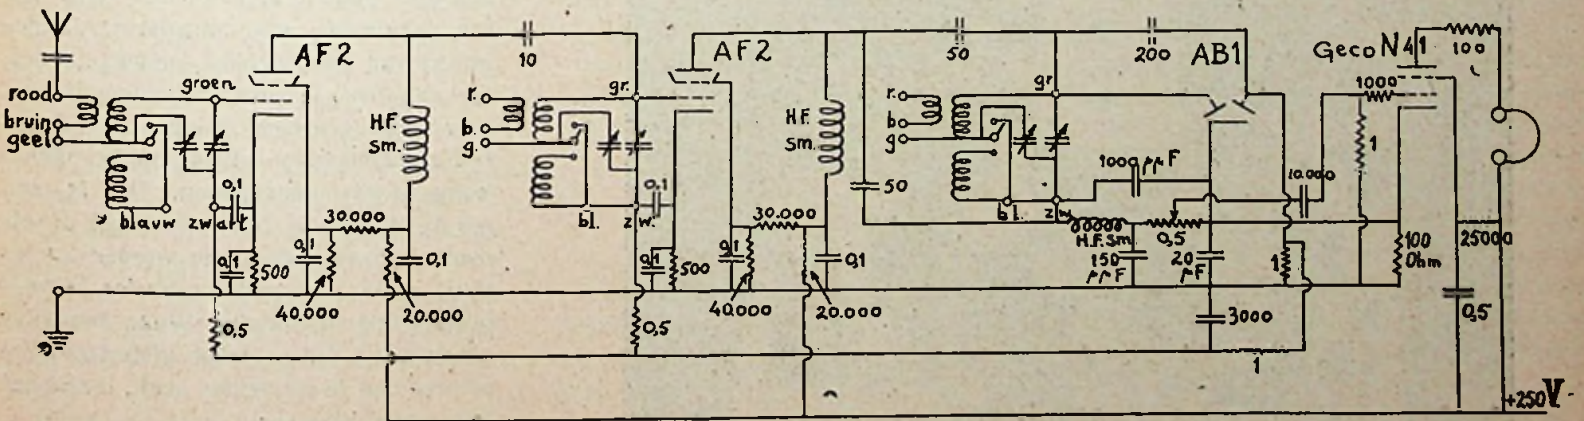 rood
bruin
geel
groen
blauw
zwart
AF2
H.F.
Sm.
0,1
0,1
500
0,1
30.000
0,1
40.000
20.000
0,5
10
r.
b.
g.
gr.
bl.
zw.
AF2
H.F.
Sm.
0,1
0,1
500
0,1
30.000
0,1
40.000
20.000
0,5
50
50
200
r.
b
g
gr.
bl.
zw
AB1
1000 μμF
H.F. Sm.
0,5
150
μμF
20
μF
3000
1
1
10.000
Geco N41
1000
1
100
100
Ohm
25000
0,5
+250V.